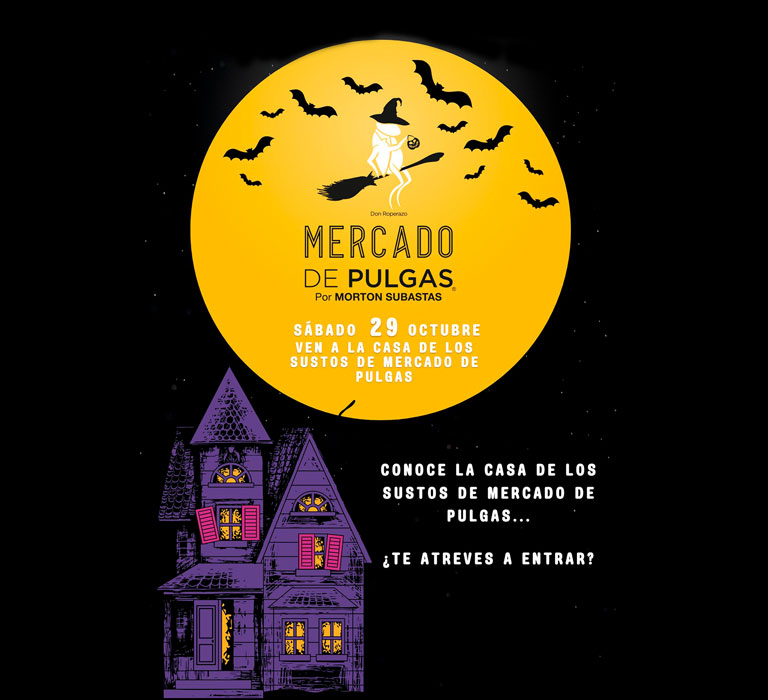 Don Roperazo
MERCADO
DE PULGAS®
Por MORTON SUBASTAS
SÁBADO 29 OCTUBRE
VEN A LA CASA DE LOS
SUSTOS DE MERCADO DE
PULGAS
CONOCE LA CASA DE LOS
SUSTOS DE MERCADO DE
PULGAS...
¿TE ATREVES A ENTRAR?